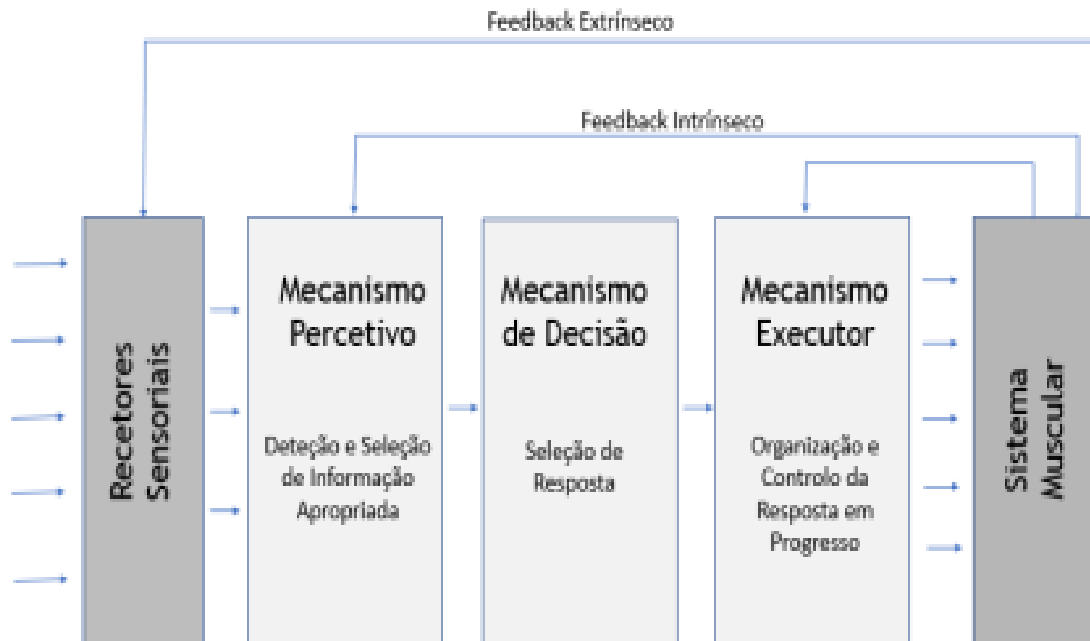 Feedback Extrínseco
Feedback Intrínseco
Recetores
Sensoriais
Mecanismo
Percetivo
Deteção e Seleção
de Informação
Apropriada
Mecanismo
de Decisão
Seleção de
Resposta
Mecanismo
Executor
Organização e
Controlo da
Resposta em
Progresso
Sistema
Muscular